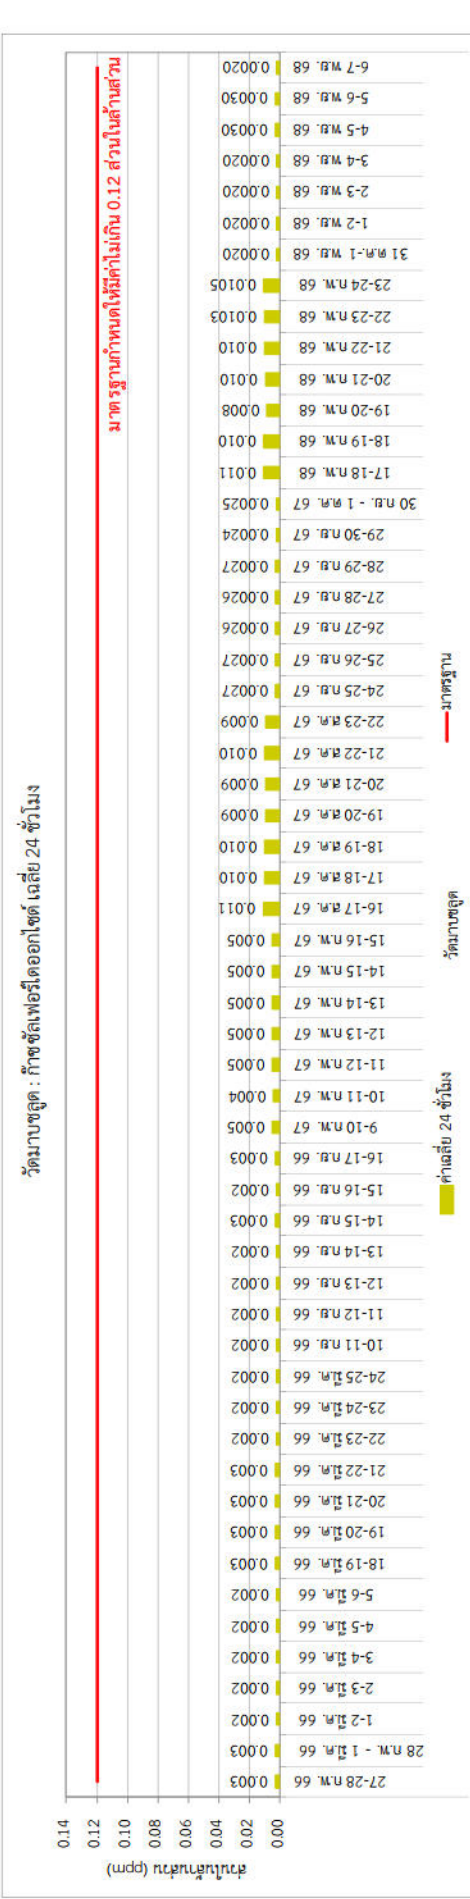 วัดมาบชลูด : ก๊าซซัลเฟอร์ไดออกไซด์ เฉลี่ย 24 ชั่วโมง
ส่วนในล้านส่วน (ppm)
0.14
0.12
0.10
0.08
0.06
0.04
0.02
0.00
มาตรฐานกำหนดให้มีค่าไม่เกิน 0.12 ส่วนในล้านส่วน
0.003
0.003
0.002
0.002
0.002
0.002
0.002
0.003
0.003
0.003
0.003
0.002
0.002
0.002
0.002
0.002
0.002
0.002
0.003
0.002
0.003
0.005
0.004
0.005
0.005
0.005
0.005
0.005
0.011
0.010
0.010
0.009
0.009
0.010
0.009
0.0027
0.0027
0.0026
0.0026
0.0027
0.0024
0.0025
0.011
0.010
0.008
0.010
0.010
0.0103
0.0105
0.0020
0.0020
0.0020
0.0020
0.0030
0.0030
0.0020
27-28 ก.พ. 66
28 ก.พ. - 1 มี.ค. 66
1-2 มี.ค. 66
2-3 มี.ค. 66
3-4 มี.ค. 66
4-5 มี.ค. 66
5-6 มี.ค. 66
18-19 มี.ค. 66
19-20 มี.ค. 66
20-21 มี.ค. 66
21-22 มี.ค. 66
22-23 มี.ค. 66
23-24 มี.ค. 66
24-25 มี.ค. 66
10-11 ก.ย. 66
11-12 ก.ย. 66
12-13 ก.ย. 66
13-14 ก.ย. 66
14-15 ก.ย. 66
15-16 ก.ย. 66
16-17 ก.ย. 66
9-10 ก.พ. 67
10-11 ก.พ. 67
11-12 ก.พ. 67
12-13 ก.พ. 67
13-14 ก.พ. 67
14-15 ก.พ. 67
15-16 ก.พ. 67
16-17 ส.ค. 67
17-18 ส.ค. 67
18-19 ส.ค. 67
19-20 ส.ค. 67
20-21 ส.ค. 67
21-22 ส.ค. 67
22-23 ส.ค. 67
24-25 ก.ย. 67
25-26 ก.ย. 67
26-27 ก.ย. 67
27-28 ก.ย. 67
28-29 ก.ย. 67
29-30 ก.ย. 67
30 ก.ย. - 1 ต.ค. 67
17-18 ก.พ. 68
18-19 ก.พ. 68
19-20 ก.พ. 68
20-21 ก.พ. 68
21-22 ก.พ. 68
22-23 ก.พ. 68
23-24 ก.พ. 68
31 ต.ค.-1 พ.ย. 68
1-2 พ.ย. 68
2-3 พ.ย. 68
3-4 พ.ย. 68
4-5 พ.ย. 68
5-6 พ.ย. 68
6-7 พ.ย. 68
ค่าเฉลี่ย 24 ชั่วโมง
วัดมาบชลูด
มาตรฐาน